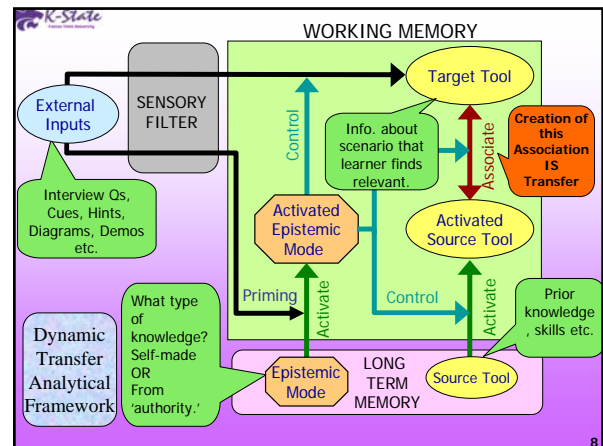 K-State
Kansas State University
WORKING MEMORY
External
Inputs
SENSORY
FILTER
Target Tool
Control
Info. about
scenario that
learner finds
relevant.
Associate
Creation of
this
Association
IS
Transfer
Interview Qs,
Cues, Hints,
Diagrams, Demos
etc.
Activated
Epistemic
Mode
Activated
Source Tool
Priming
Activate
Control
Activate
What type
of
knowledge?
Self-made
OR
From
'authority.'
Prior
knowledge
, skills etc.
Dynamic
Transfer
Analytical
Framework
Epistemic
Mode
LONG
TERM
MEMORY
Source Tool
8